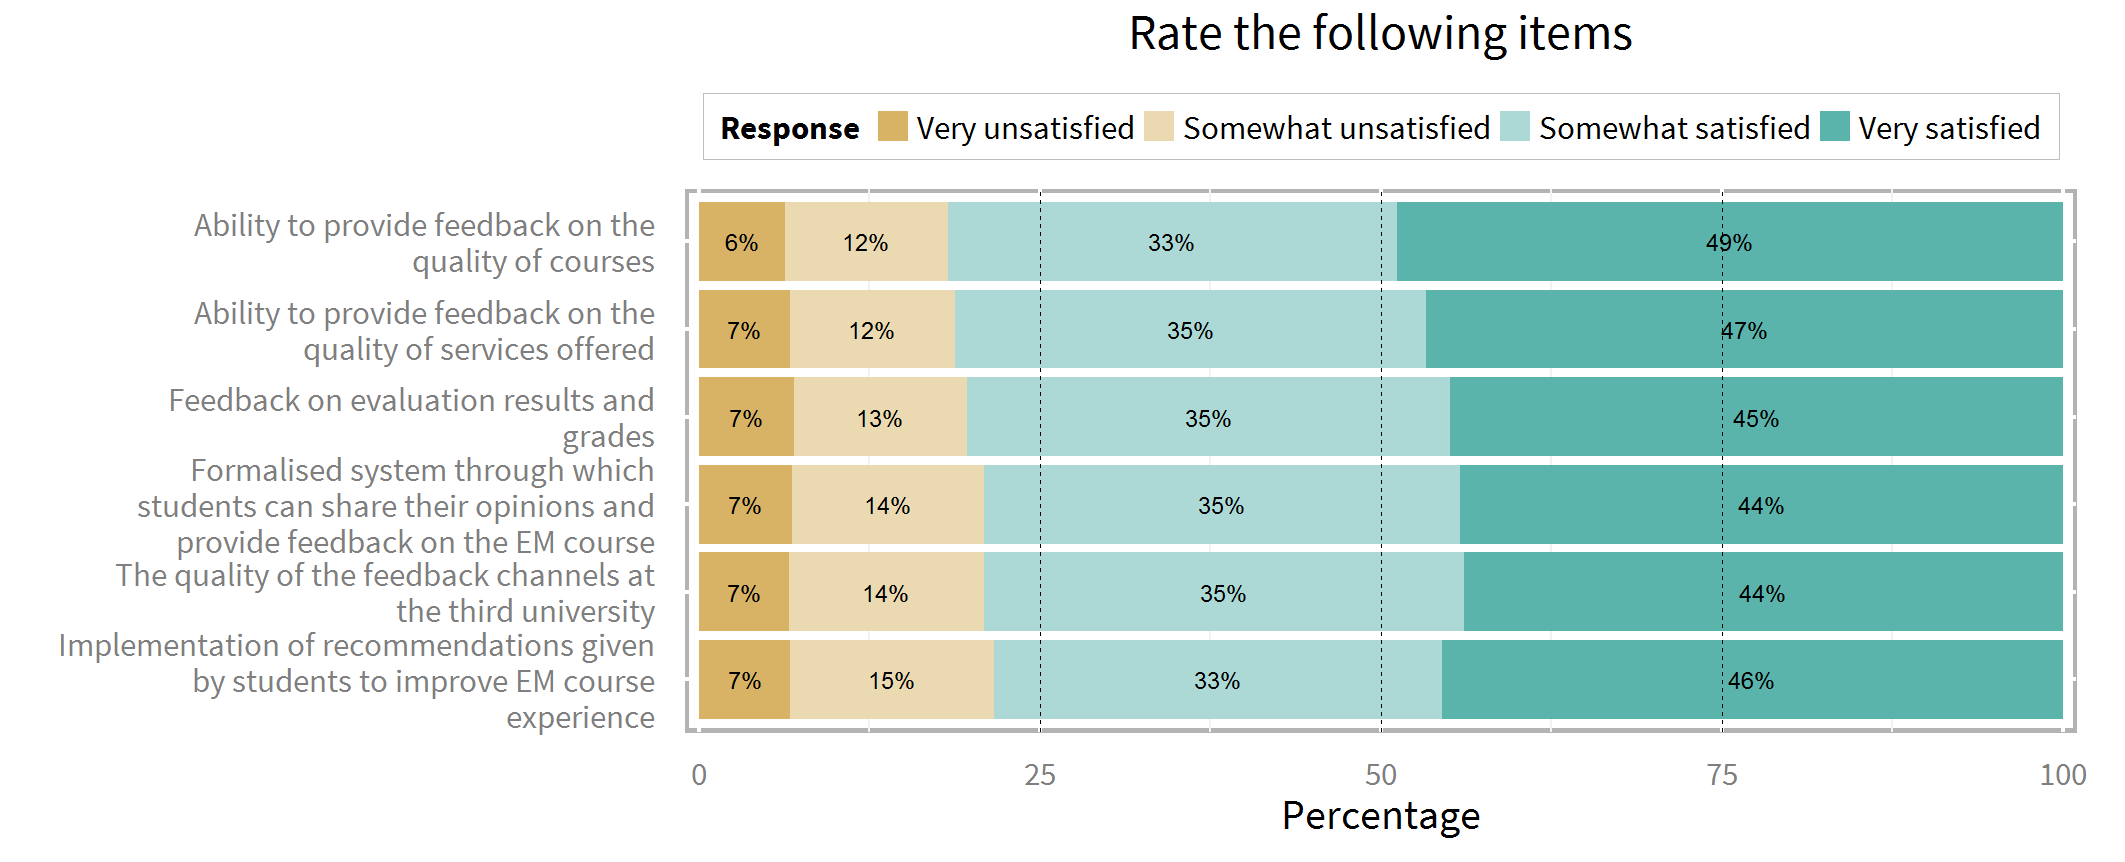 Rate the following items
Response Very unsatisfied Somewhat unsatisfied Somewhat satisfied Very satisfied
Ability to provide feedback on the
quality of courses
6% 12% 33% 49%
Ability to provide feedback on the
quality of services offered
7% 12% 35% 47%
Feedback on evaluation results and
grades
7% 13% 35% 45%
Formalised system through which
students can share their opinions and
provide feedback on the EM course
7% 14% 35% 44%
The quality of the feedback channels at
the third university
7% 14% 35% 44%
Implementation of recommendations given
by students to improve EM course
experience
7% 15% 33% 46%
0 25 50 75 100
Percentage